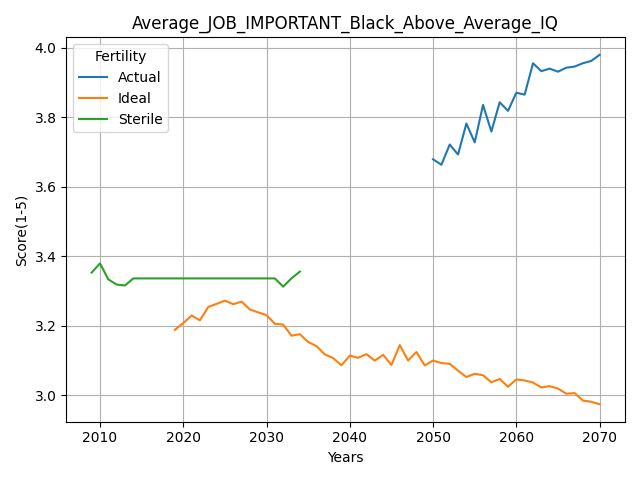 Average_JOB_IMPORTANT_Black_Above_Average_IQ
Fertility
Actual
Ideal
Sterile
Score(1-5)
4.0
3.8
3.6
3.4
3.2
3.0
2010 2020 2030 2040 2050 2060 2070
Years